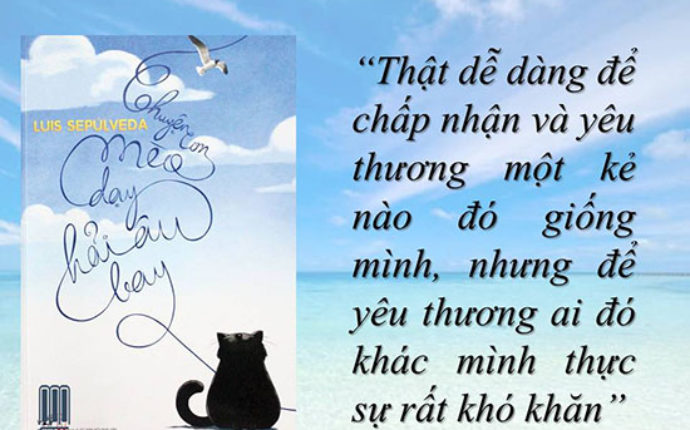 LUIS SEPÚLVEDA
Chuyện con
mèo
dạy
hải âu
bay
“Thật dễ dàng để
chấp nhận và yêu
thương một kẻ
nào đó giống
mình, nhưng để
yêu thương ai đó
khác mình thực
sự rất khó khăn”